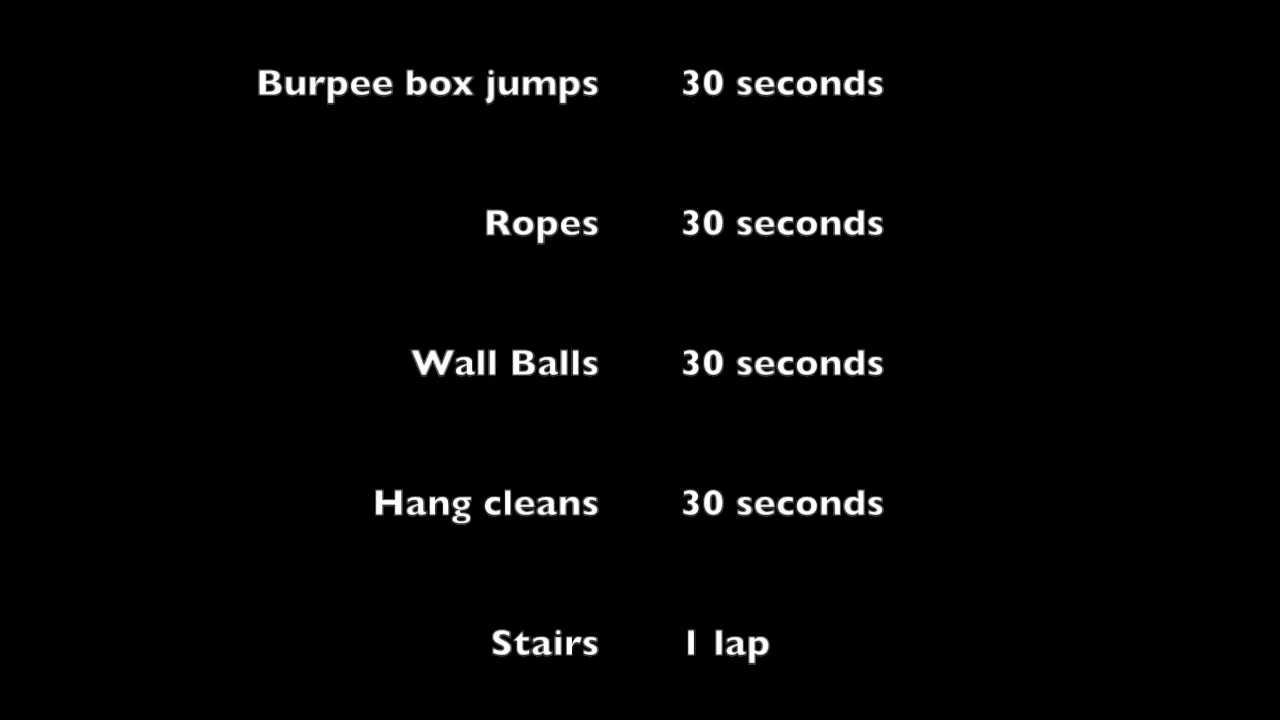 Burpee box jumps 30 seconds
Ropes 30 seconds
Wall Balls 30 seconds
Hang cleans 30 seconds
Stairs 1 lap